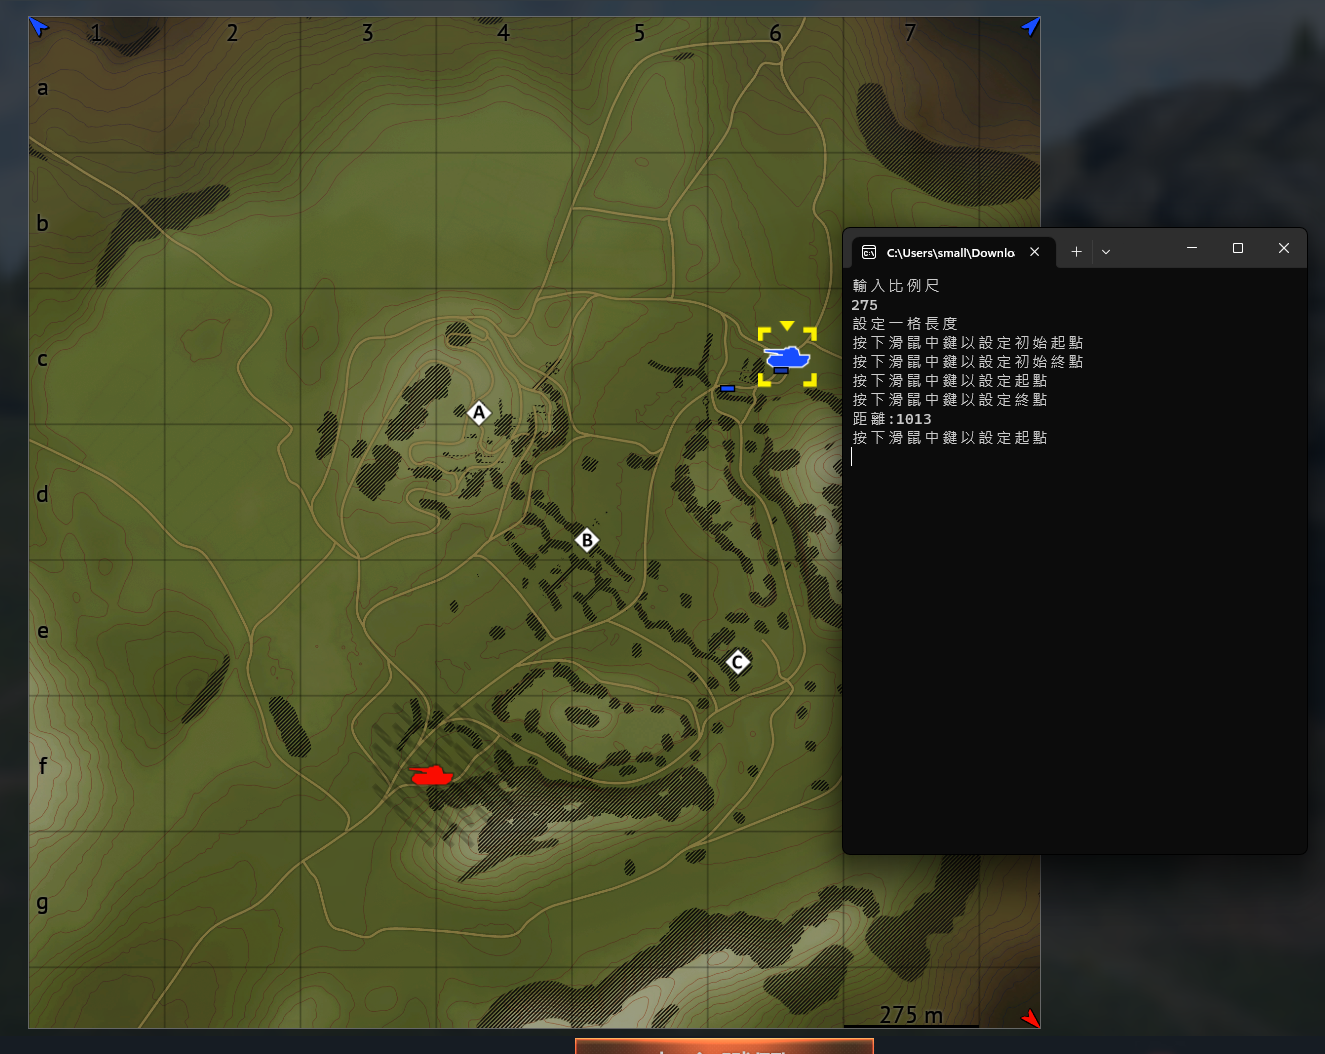 1 2 3 4 5 6 7
a
b
c
d
e
f
g
A
B
C
275 m
C:\Users\small\Downlo
輸入比例尺
275
設定一格長度
按下滑鼠中鍵以設定初始起點
按下滑鼠中鍵以設定初始終點
按下滑鼠中鍵以設定起點
按下滑鼠中鍵以設定終點
距離:1013
按下滑鼠中鍵以設定起點